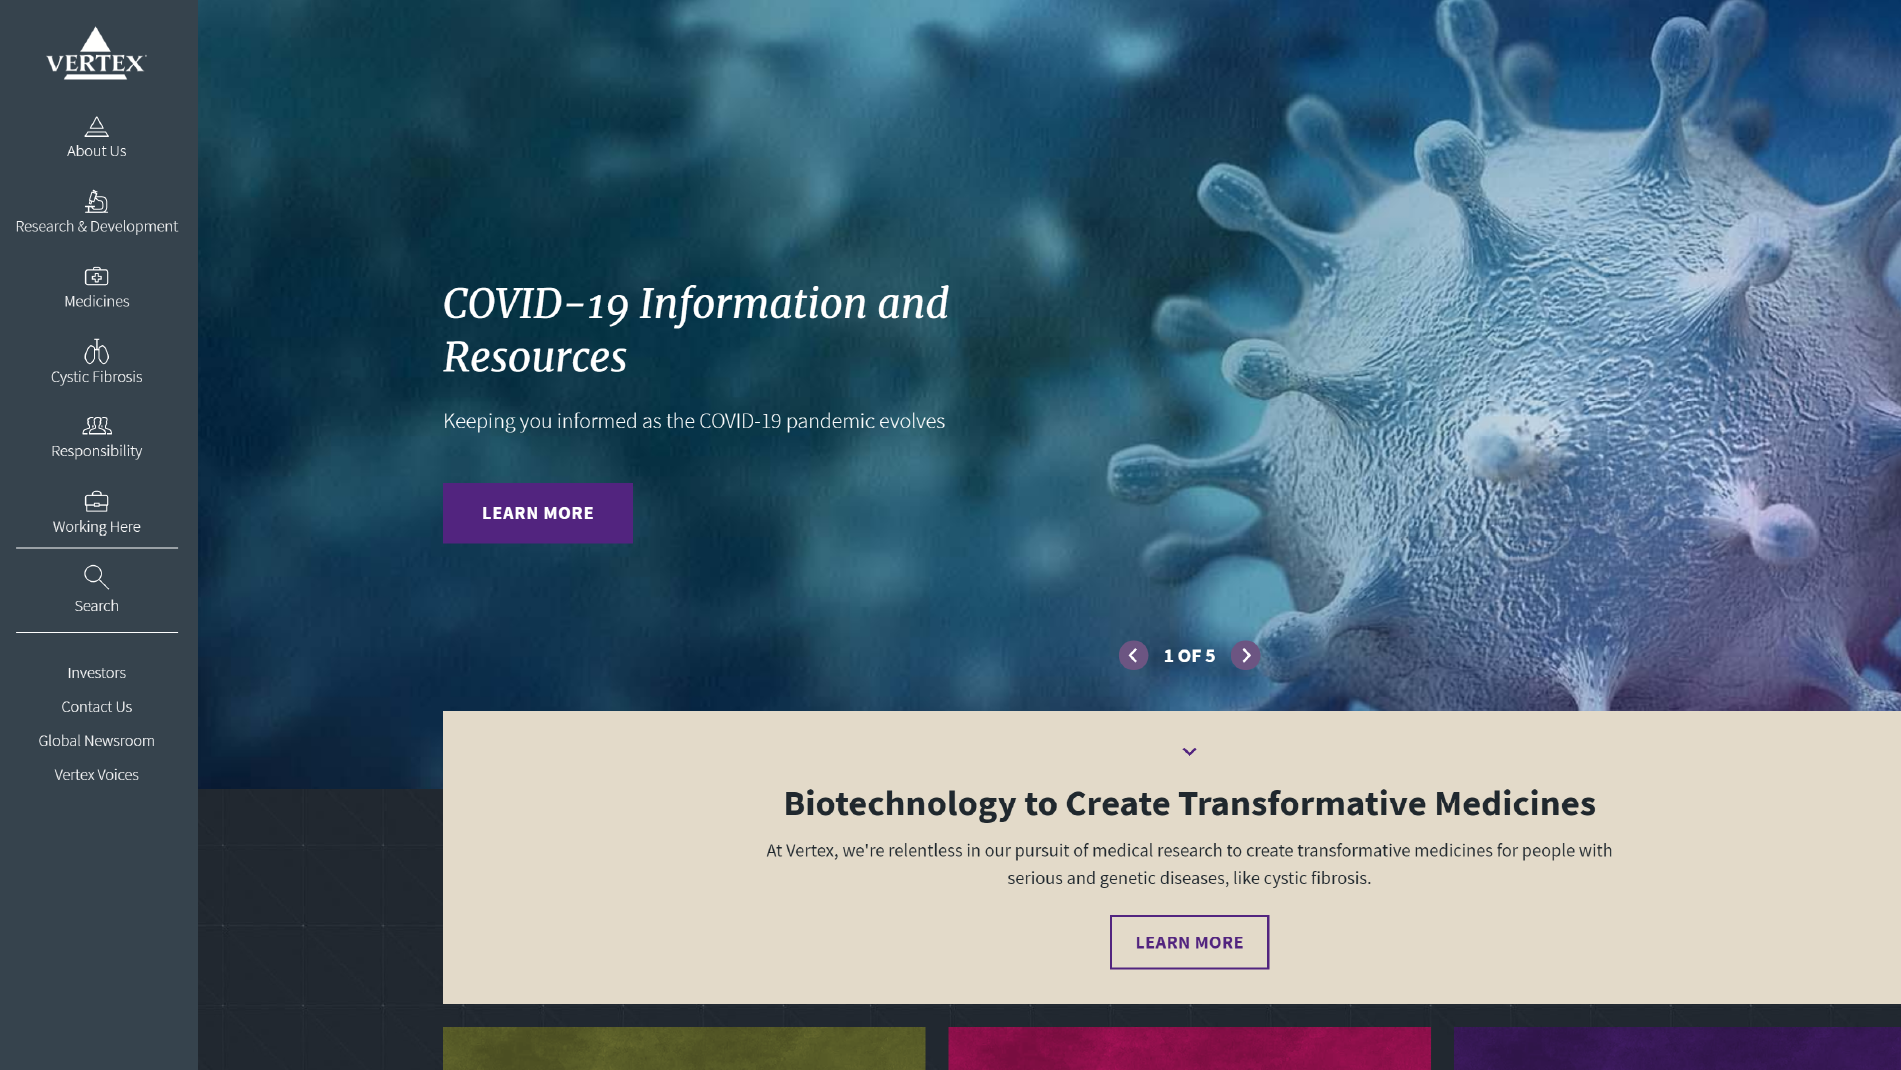 VERTEX
About Us
Research & Development
Medicines
Cystic Fibrosis
Responsibility
Working Here
Search
Investors
Contact Us
Global Newsroom
Vertex Voices
COVID-19 Information and
Resources
Keeping you informed as the COVID-19 pandemic evolves
LEARN MORE
1 OF 5
Biotechnology to Create Transformative Medicines
At Vertex, we're relentless in our pursuit of medical research to create transformative medicines for people with
serious and genetic diseases, like cystic fibrosis.
LEARN MORE